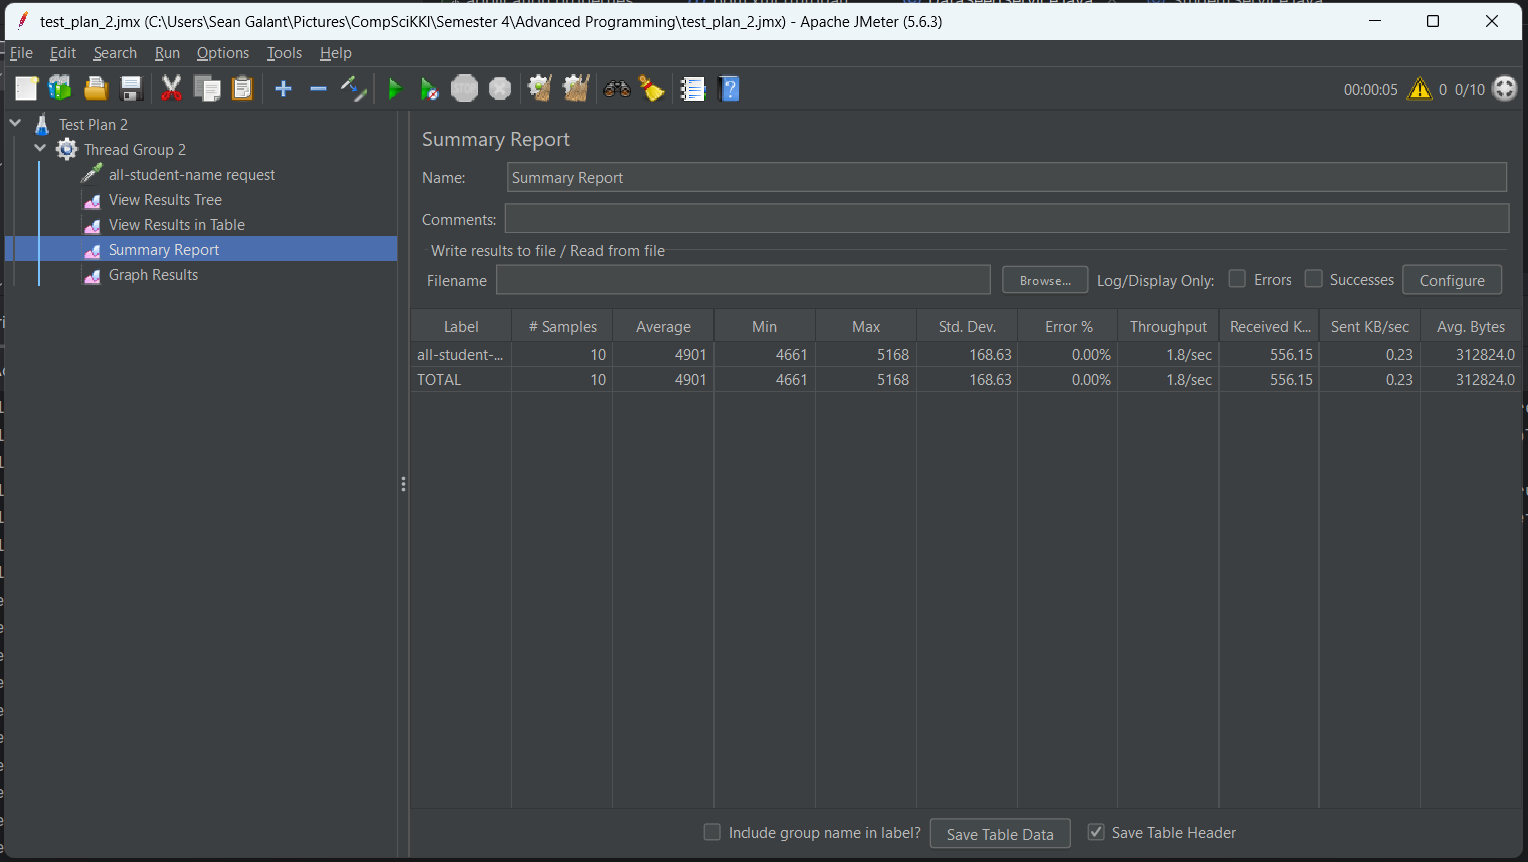 test_plan_2.jmx (C:\Users\Sean Galant\Pictures\CompSciKKI\Semester 4\Advanced Programming\test_plan_2.jmx) - Apache JMeter (5.6.3)
File Edit Search Run Options Tools Help
STOP
00:00:05 0 0/10
Test Plan 2
Thread Group 2
all-student-name request
View Results Tree
View Results in Table
Summary Report
Graph Results
Summary Report
Name: Summary Report
Comments:
Write results to file / Read from file
Filename Browse... Log/Display Only: Errors Successes Configure
Label # Samples Average Min Max Std. Dev. Error % Throughput Received K... Sent KB/sec Avg. Bytes
all-student-... 10 4901 4661 5168 168.63 0.00% 1.8/sec 556.15 0.23 312824.0
TOTAL 10 4901 4661 5168 168.63 0.00% 1.8/sec 556.15 0.23 312824.0
Include group name in label? Save Table Data Save Table Header